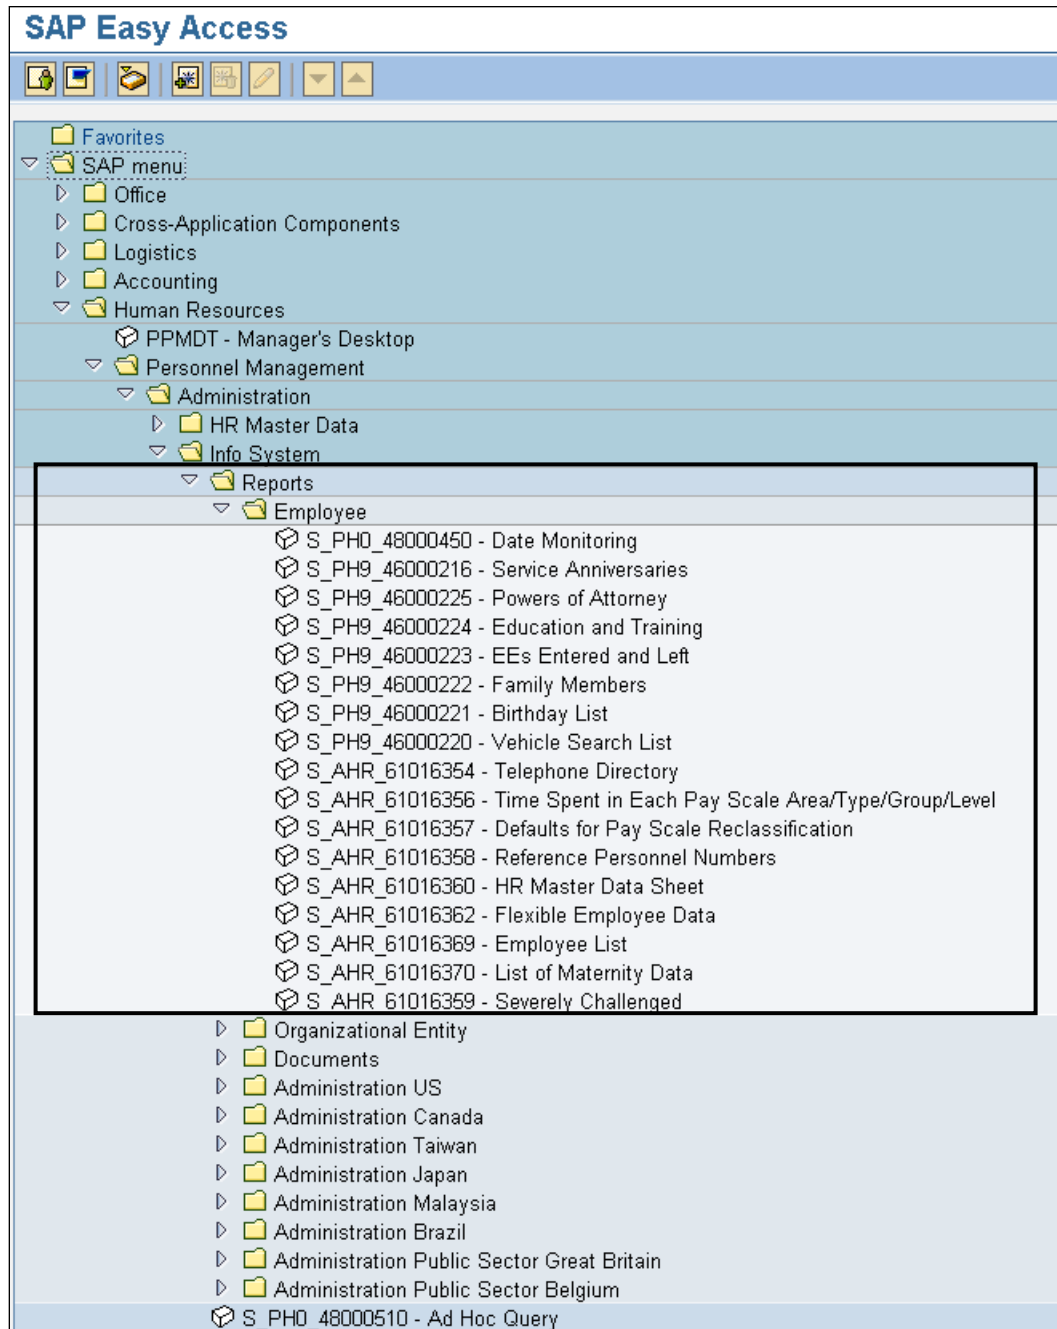 SAP Easy Access
Favorites
SAP menu
Office
Cross-Application Components
Logistics
Accounting
Human Resources
PPMDT - Manager's Desktop
Personnel Management
Administration
HR Master Data
Info System
Reports
Employee
S_PH0_48000450 - Date Monitoring
S_PH9_46000216 - Service Anniversaries
S_PH9_46000225 - Powers of Attorney
S_PH9_46000224 - Education and Training
S_PH9_46000223 - EEs Entered and Left
S_PH9_46000222 - Family Members
S_PH9_46000221 - Birthday List
S_PH9_46000220 - Vehicle Search List
S_AHR_61016354 - Telephone Directory
S_AHR_61016356 - Time Spent in Each Pay Scale Area/Type/Group/Level
S_AHR_61016357 - Defaults for Pay Scale Reclassification
S_AHR_61016358 - Reference Personnel Numbers
S_AHR_61016360 - HR Master Data Sheet
S_AHR_61016362 - Flexible Employee Data
S_AHR_61016369 - Employee List
S_AHR_61016370 - List of Maternity Data
S_AHR_61016359 - Severely Challenged
Organizational Entity
Documents
Administration US
Administration Canada
Administration Taiwan
Administration Japan
Administration Malaysia
Administration Brazil
Administration Public Sector Great Britain
Administration Public Sector Belgium
S_PH0_48000510 - Ad Hoc Query